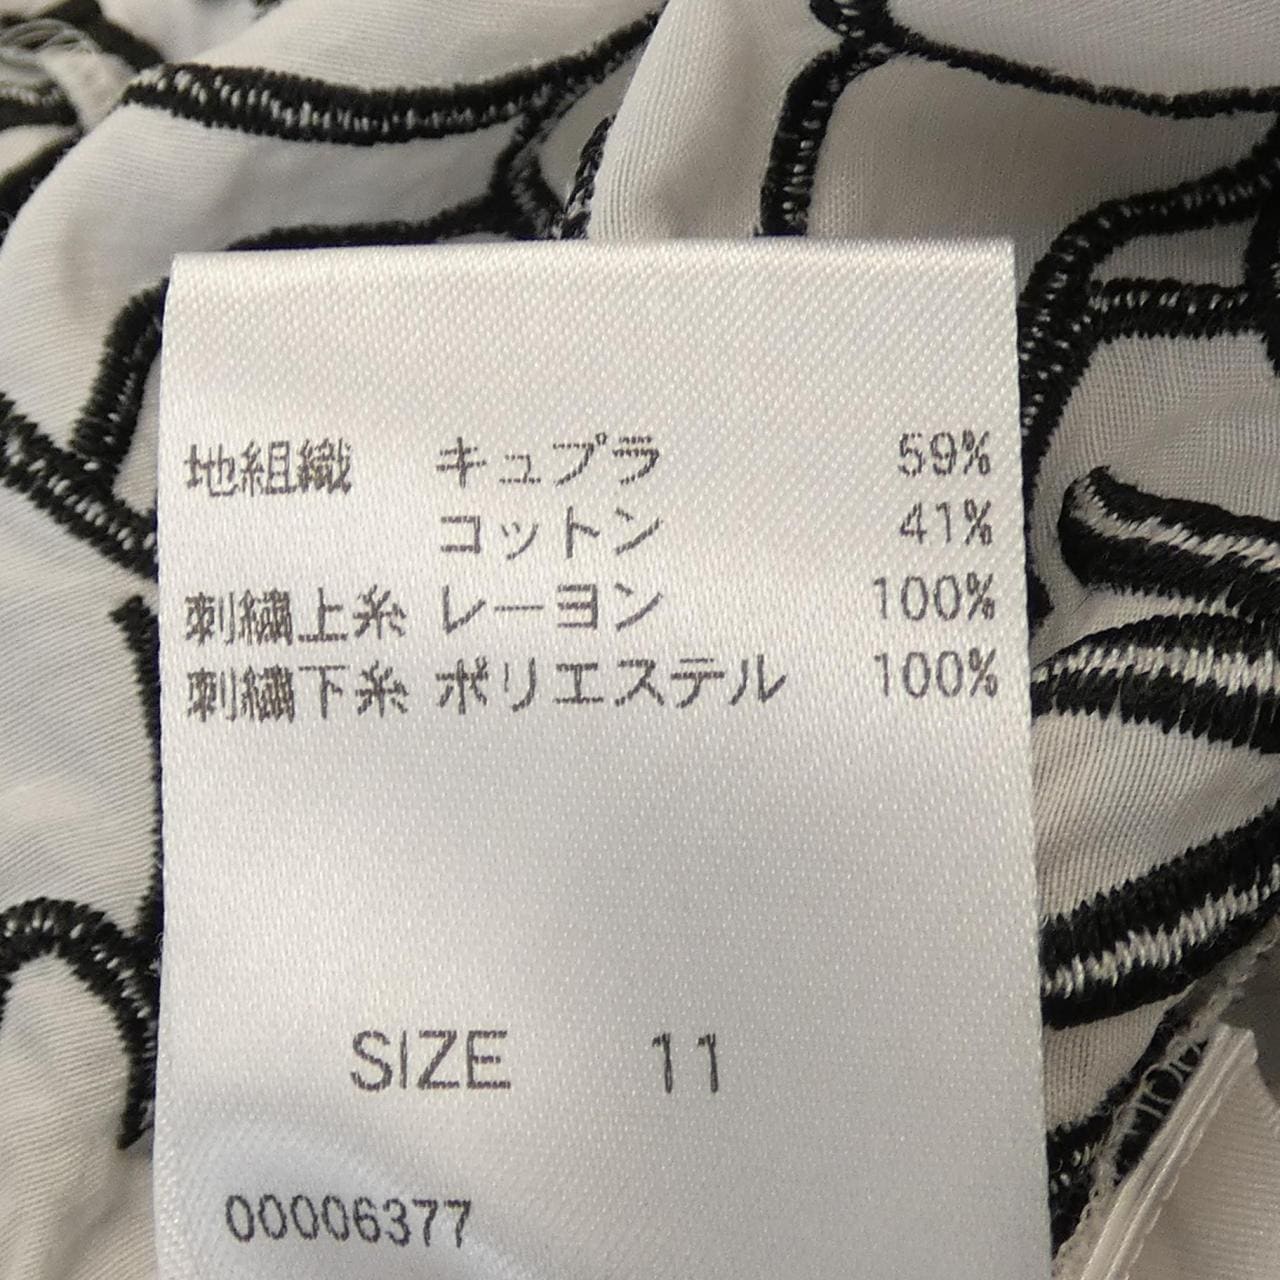 地組織 キュプラ 59%
コットン 41%
刺繍上糸 レーヨン 100%
刺繍下糸 ポリエステル 100%
SIZE 11
00006377